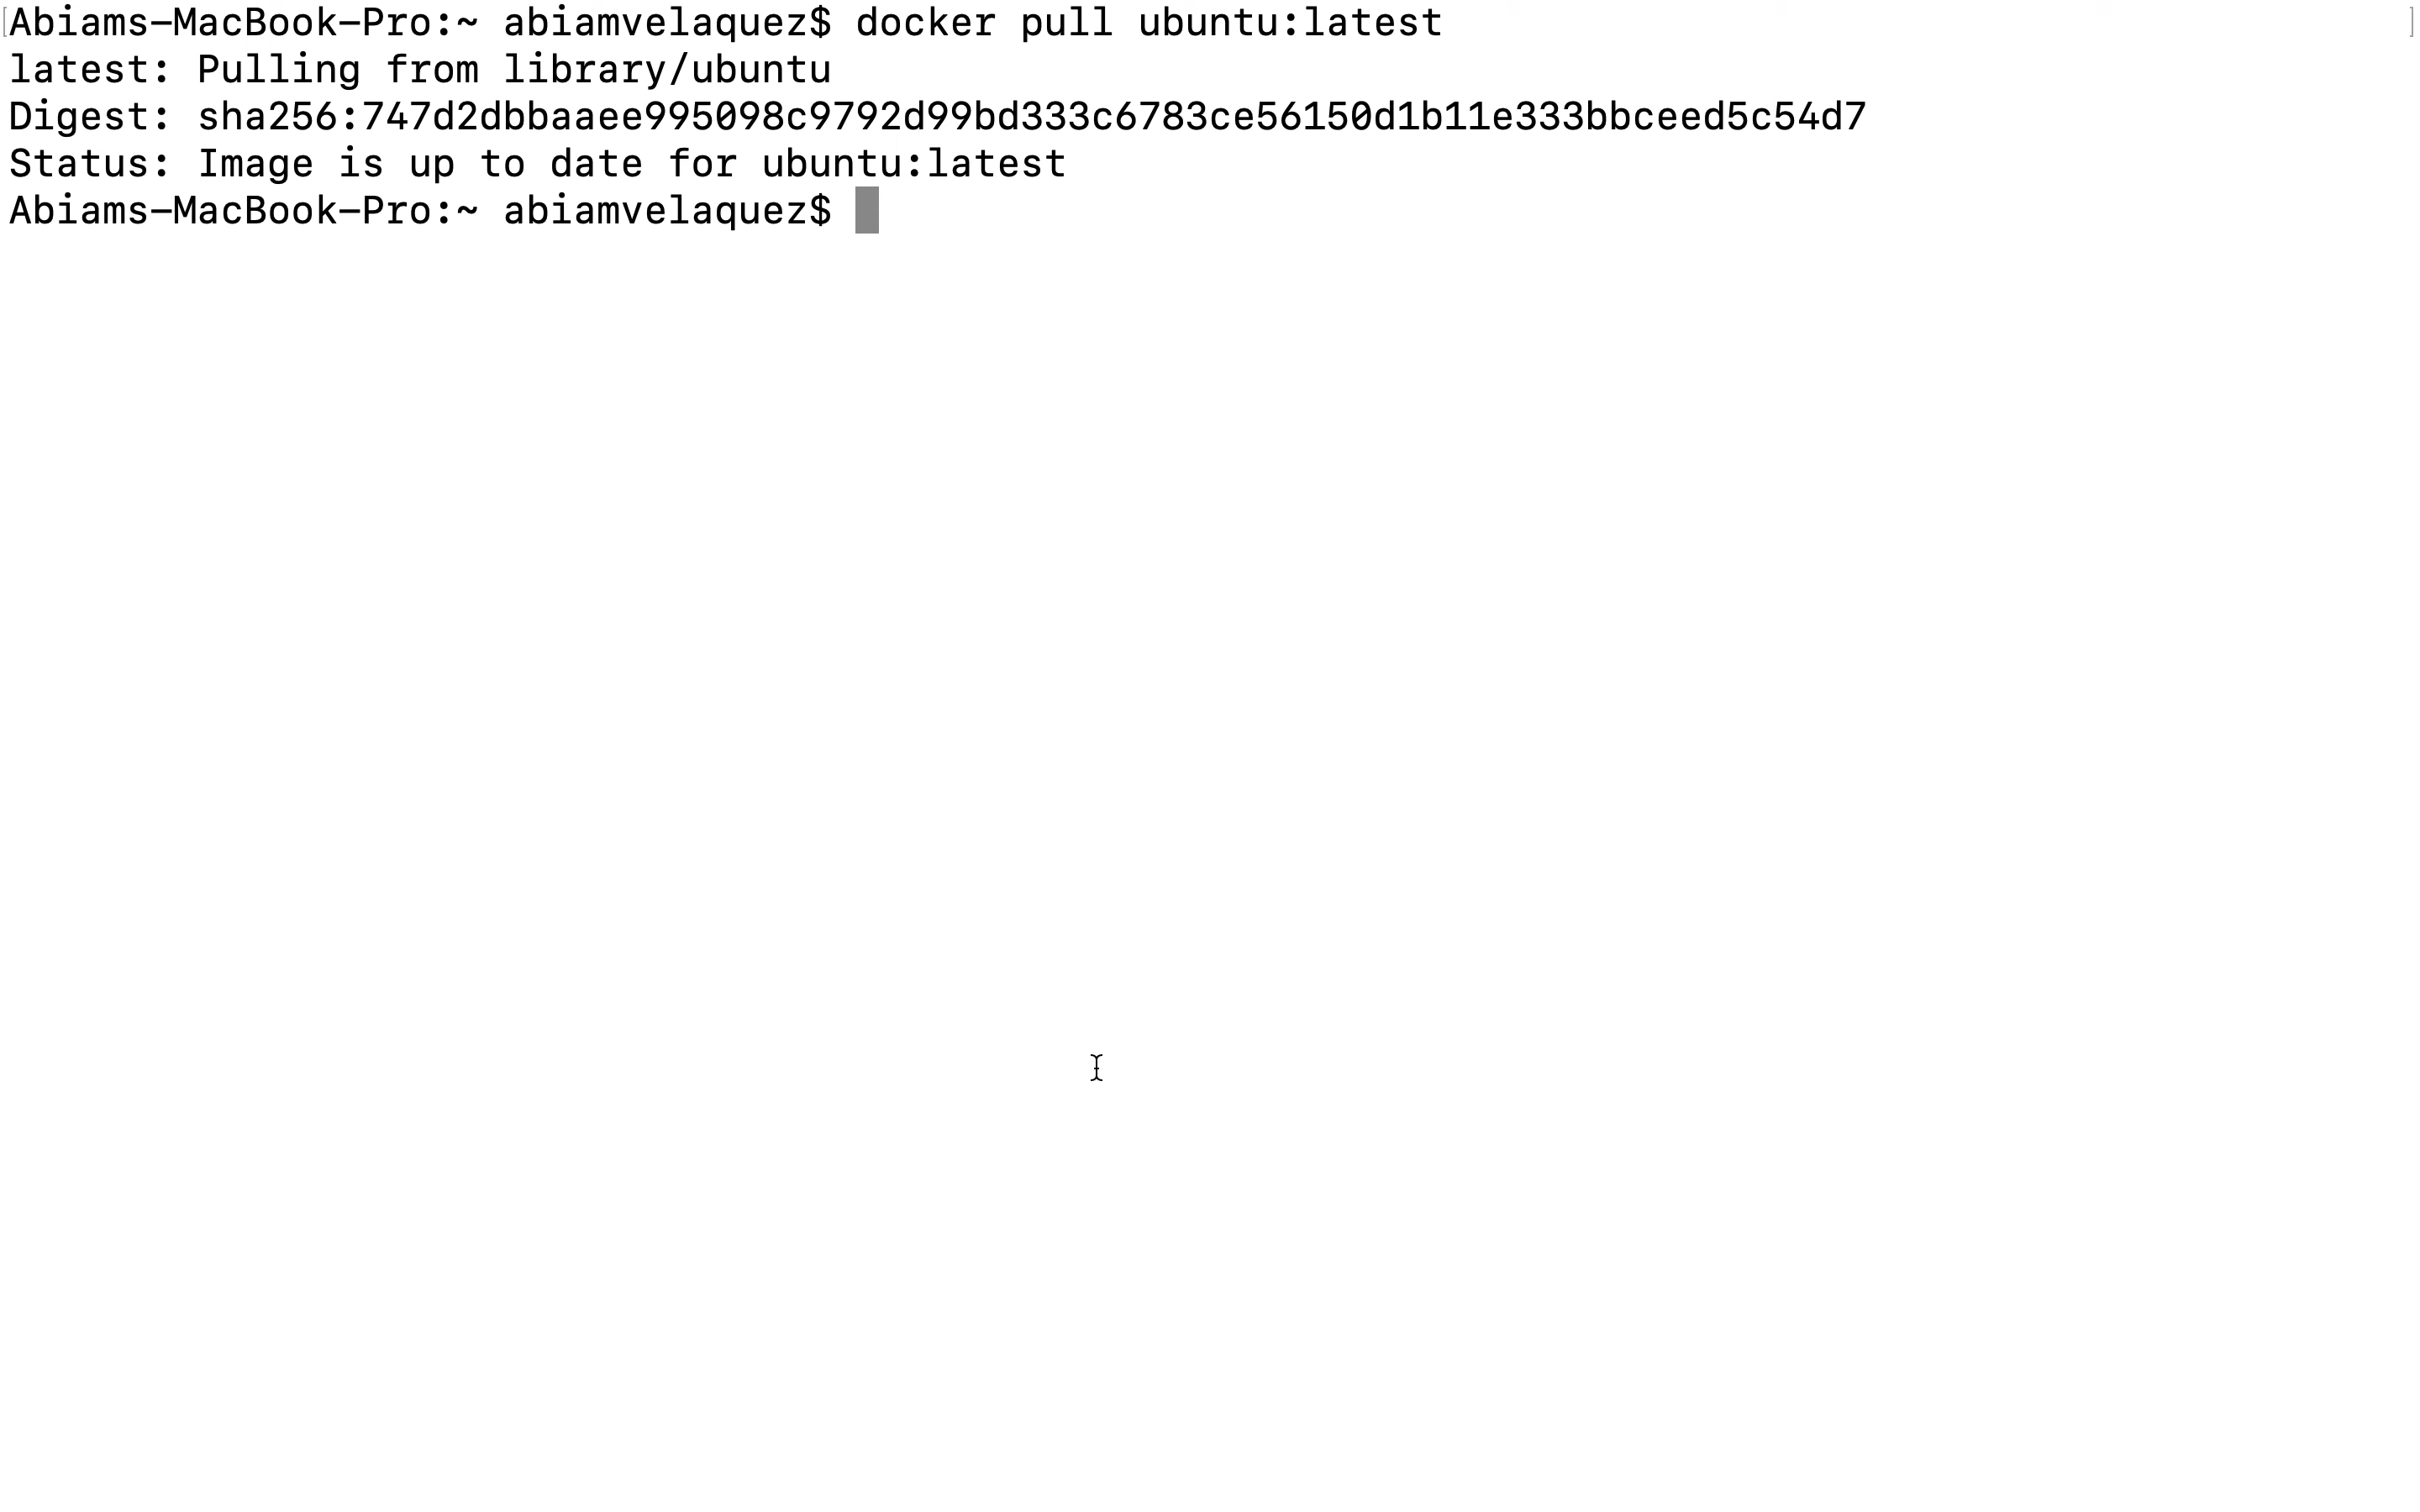 [Abiams-MacBook-Pro:~ abiamvelaquez$ docker pull ubuntu:latest ]
latest: Pulling from library/ubuntu
Digest: sha256:747d2dbbaaee995098c9792d99bd333c6783ce56150d1b11e333bbceed5c54d7
Status: Image is up to date for ubuntu:latest
Abiams-MacBook-Pro:~ abiamvelaquez$